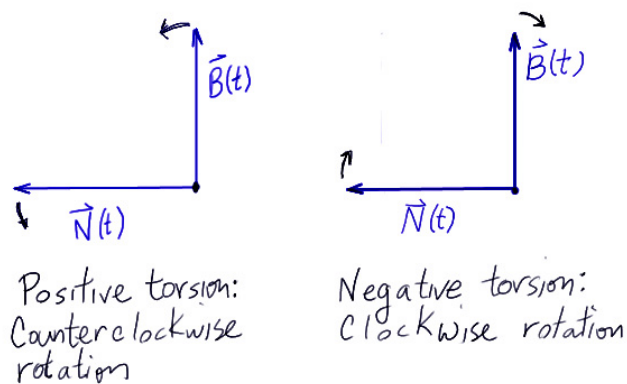 B(t)
N(t)
Positive torsion:
Counterclockwise
rotation
B(t)
N(t)
Negative torsion:
Clockwise rotation